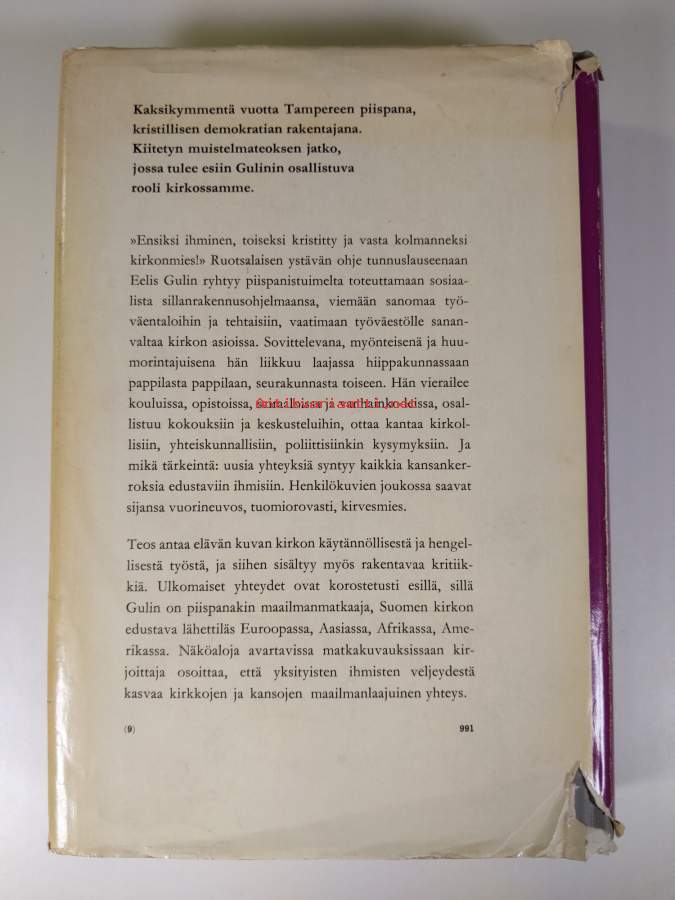 Kaksikymmentä vuotta Tampereen piispana,
kristillisen demokratian rakentajana.
Kiitetyn muistelmateoksen jatko,
jossa tulee esiin Gulinin osallistuva
rooli kirkossamme.
»Ensiksi ihminen, toiseksi kristitty ja vasta kolmanneksi
kirkonmies!» Ruotsalaisen ystävän ohje tunnuslauseenaan
Eelis Gulin ryhtyy piispanistuimelta toteuttamaan sosiaa-
lista sillanrakennusohjelmaansa, viemään sanomaa työ-
väentaloihin ja tehtaisiin, vaatimaan työväestölle sanan-
valtaa kirkon asioissa. Sovittelevana, myönteisenä ja huu-
morintajuisena hän liikkuu laajassa hiippakunnassaan
pappilasta pappilaan, seurakunnasta toiseen. Hän vierailee
kouluissa, opistoissa, sairaaloissa ja vanhainkodeissa, osal-
listuu kokouksiin ja keskusteluihin, ottaa kantaa kirkol-
lisiin, yhteiskunnallisiin, poliittisiinkin kysymyksiin. Ja
mikä tärkeintä: uusia yhteyksiä syntyy kaikkia kansanker-
roksia edustaviin ihmisiin. Henkilökuvien joukossa saavat
sijansa vuorineuvos, tuomiorovasti, kirvesmies.
Teos antaa elävän kuvan kirkon käytännöllisestä ja hengel-
lisestä työstä, ja siihen sisältyy myös rakentavaa kritiik-
kiä. Ulkomaiset yhteydet ovat korostetusti esillä, sillä
Gulin on piispanakin maailmanmatkaaja, Suomen kirkon
edustava lähettiläs Euroopassa, Aasiassa, Afrikassa, Ame-
rikassa. Näköaloja avartavissa matkakuvauksissaan kir-
joittaja osoittaa, että yksityisten ihmisten veljeydestä
kasvaa kirkkojen ja kansojen maailmanlaajuinen yhteys.
(9) 991